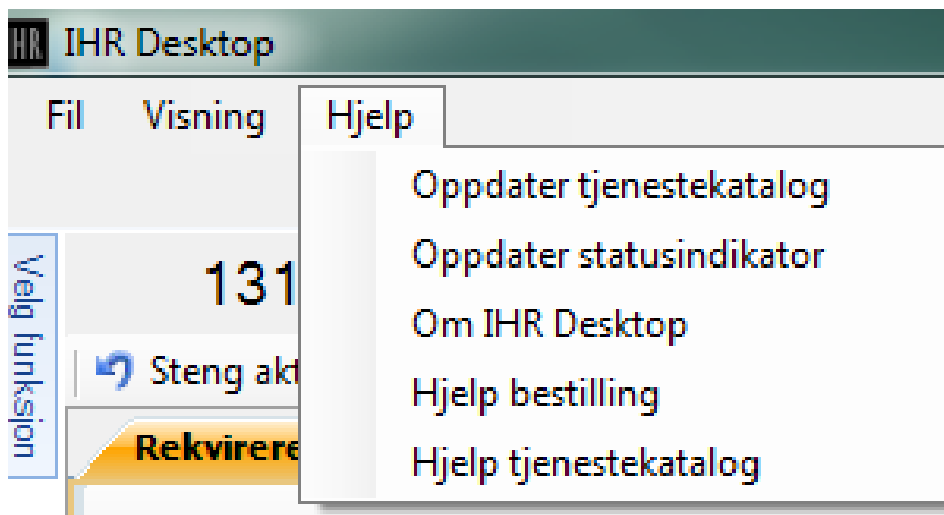 IHR IHR Desktop
Fil Visning Hjelp
Oppdater tjenestekatalog
Oppdater statusindikator
Om IHR Desktop
Hjelp bestilling
Hjelp tjenestekatalog
Velg funksjon
131
Steng akt
Rekvirere